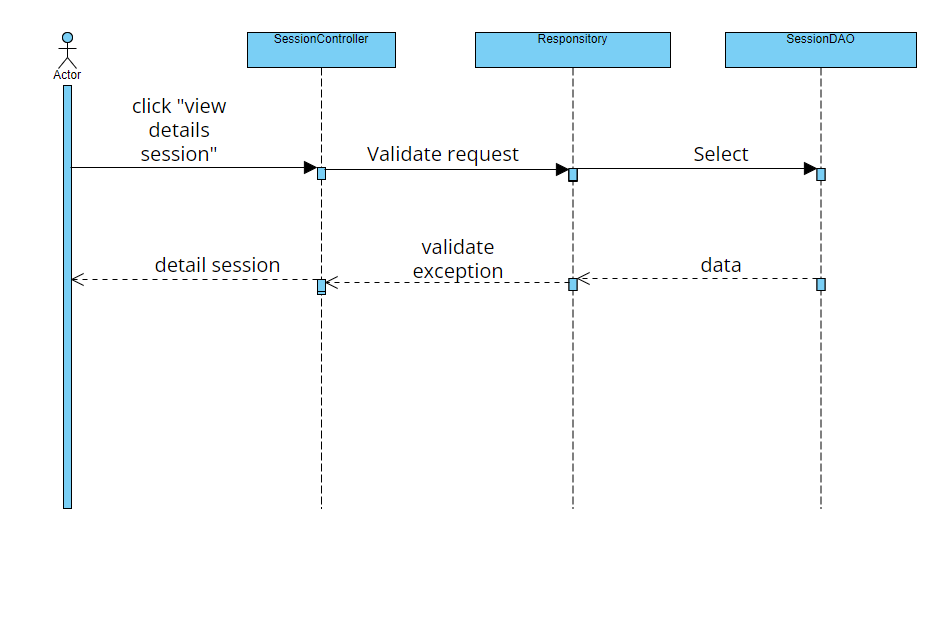 SessionController
Responsitory
SessionDAO
Actor
click "view
details
session"
Validate request
Select
detail session
validate
exception
data